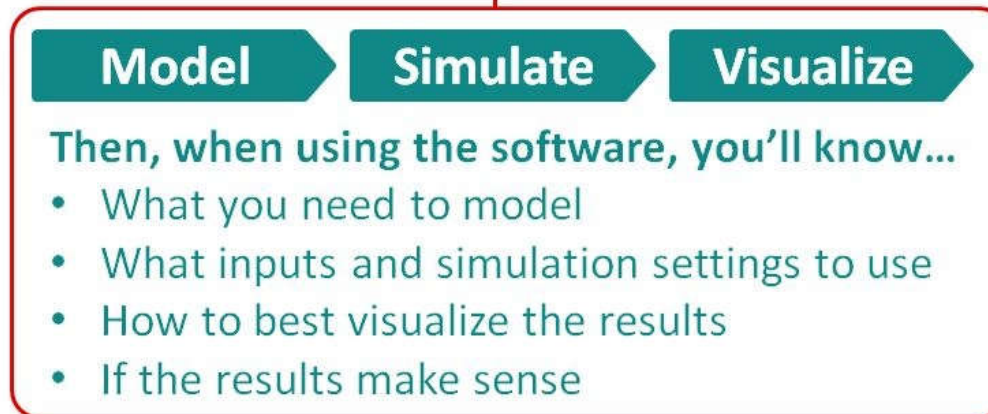 Model Simulate Visualize
Then, when using the software, you’ll know…
• What you need to model
• What inputs and simulation settings to use
• How to best visualize the results
• If the results make sense